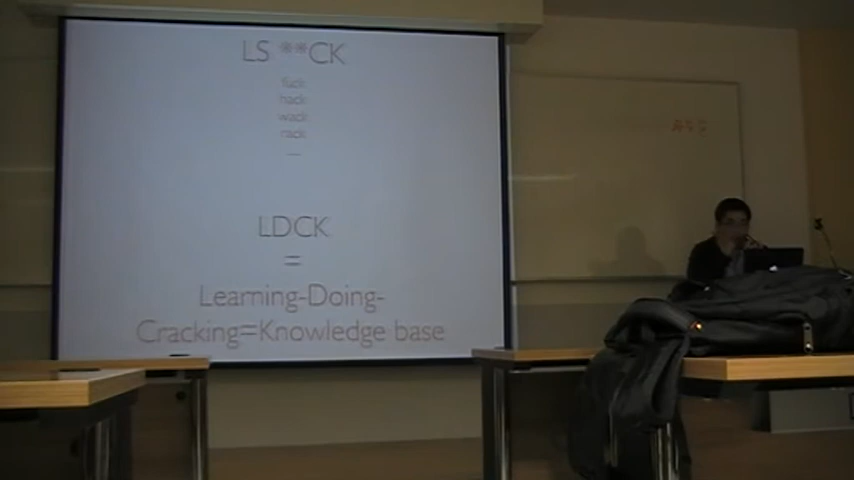 LS **CK
fuck
hack
wack
rack
...
LDCK
=
Learning-Doing-
Cracking=Knowledge base